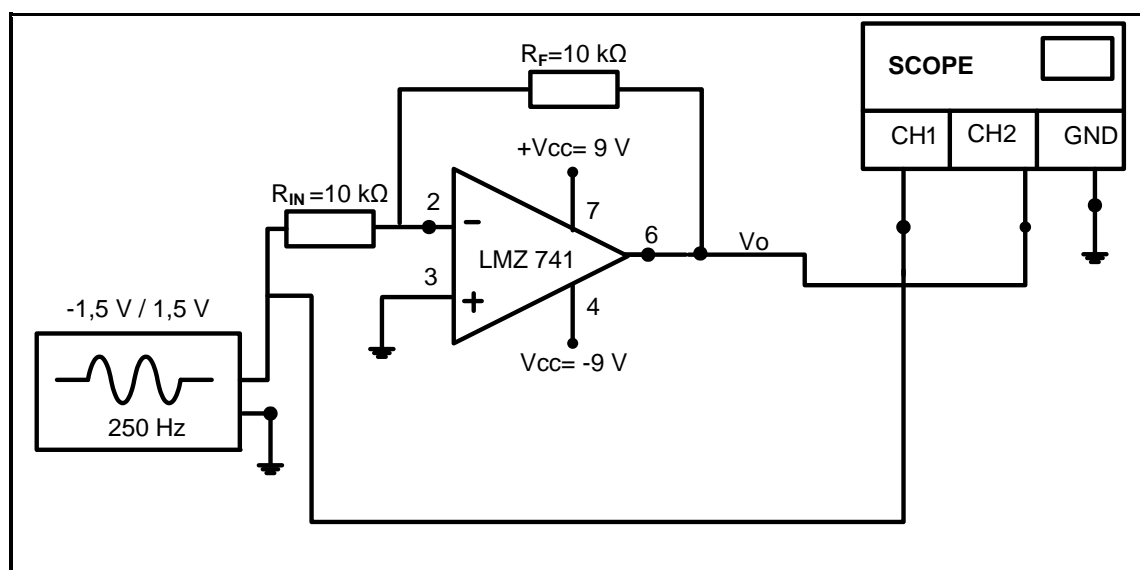 R_F=10 kΩ
SCOPE
CH1 CH2 GND
+Vcc= 9 V
R_IN=10 kΩ
2
7
-
6
LMZ 741
Vo
3
+
4
-1,5 V / 1,5 V
Vcc= -9 V
250 Hz